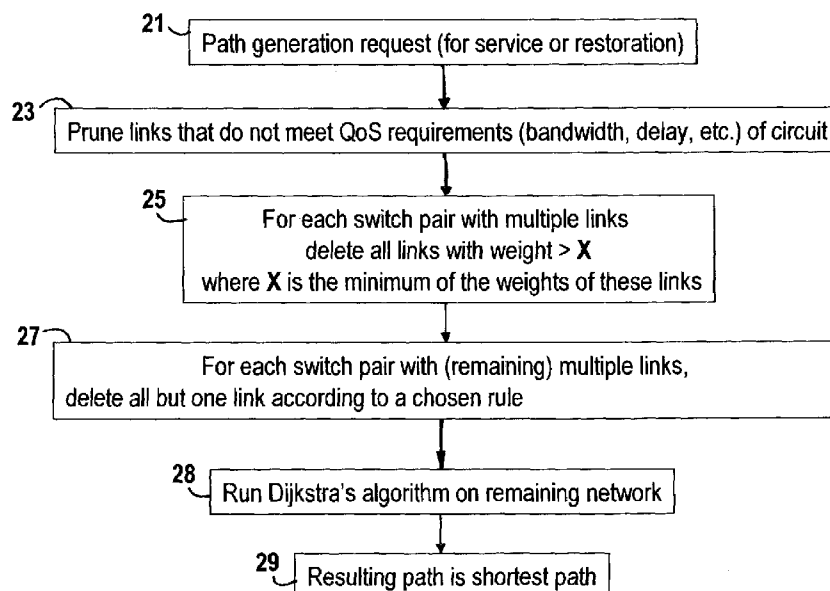 21
Path generation request (for service or restoration)
23
Prune links that do not meet QoS requirements (bandwidth, delay, etc.) of circuit
25
For each switch pair with multiple links
delete all links with weight > X
where X is the minimum of the weights of these links
27
For each switch pair with (remaining) multiple links,
delete all but one link according to a chosen rule
28
Run Dijkstra's algorithm on remaining network
29
Resulting path is shortest path